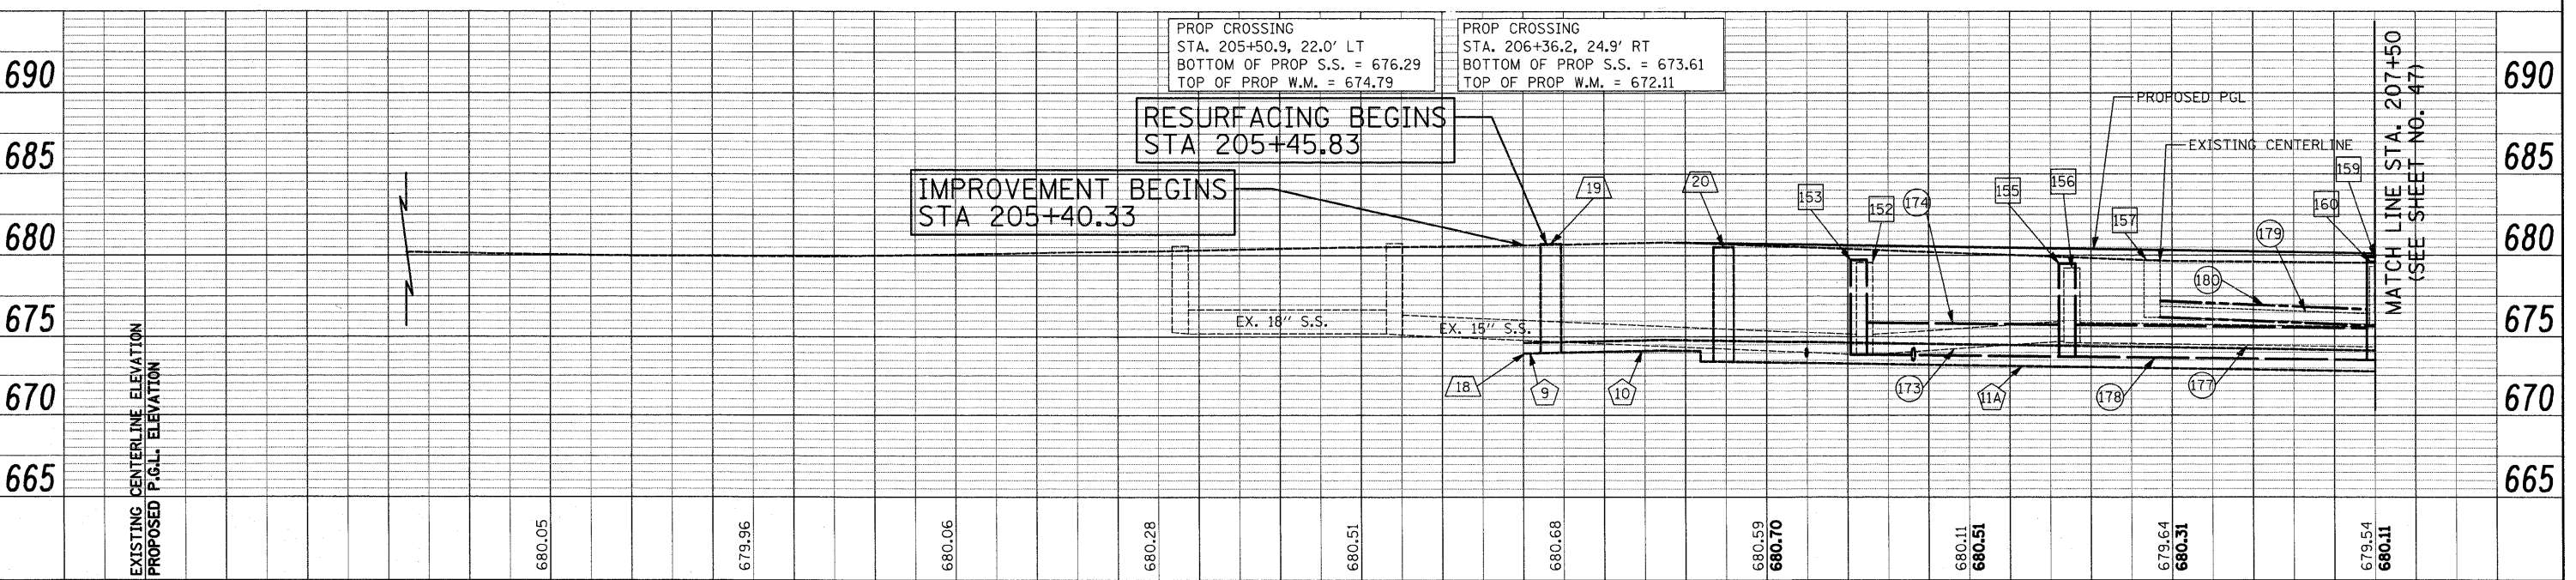 PROP CROSSING
STA. 205+50.9, 22.0' LT
BOTTOM OF PROP S.S. = 676.29
TOP OF PROP W.M. = 674.79
PROP CROSSING
STA. 206+36.2, 24.9' RT
BOTTOM OF PROP S.S. = 673.61
TOP OF PROP W.M. = 672.11
690
690
PROPOSED PGL
RESURFACING BEGINS
STA 205+45.83
MATCH LINE STA. 207+50
(SEE SHEET NO. 47)
685
685
EXISTING CENTERLINE
IMPROVEMENT BEGINS
STA 205+40.33
19
20
153
152
174
155
156
157
179
160
159
680
680
180
675
EX. 18" S.S.
EX. 15" S.S.
675
18
9
10
173
11A
178
177
670
670
665
665
EXISTING CENTERLINE ELEVATION
PROPOSED P.G.L. ELEVATION
680.05
679.96
680.06
680.28
680.51
680.68
680.59
680.70
680.11
680.51
679.64
680.31
679.54
680.11